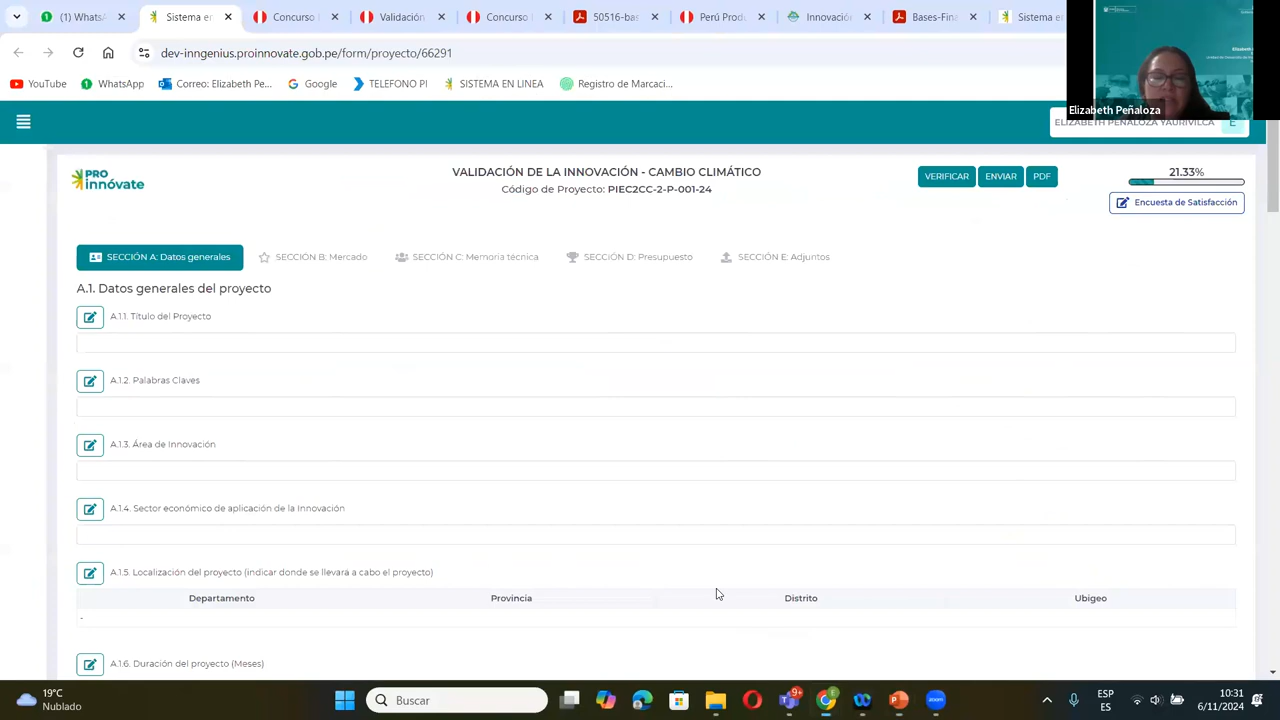 (1) Whats
Sistema en
Concurso
Validación
Concurso
50516-bas
Perú Prod
Innovació
Bases-Fin
Sistema en
dev-inngenius.proinnovate.gob.pe/form/proyecto/66291
YouTube
WhatsApp
Correo: Elizabeth Pe...
Google
TELEFONO PI
SISTEMA EN LINEA
Registro de Marcaci...
Elizabeth Peñaloza
ELIZABETH PEÑALOZA YAURIVILCA
E
PRO
innóvate
VALIDACIÓN DE LA INNOVACIÓN - CAMBIO CLIMÁTICO
Código de Proyecto: PIEC2CC-2-P-001-24
VERIFICAR
ENVIAR
PDF
21.33%
Encuesta de Satisfacción
SECCIÓN A: Datos generales
SECCIÓN B: Mercado
SECCIÓN C: Memoria técnica
SECCIÓN D: Presupuesto
SECCIÓN E: Adjuntos
A.1. Datos generales del proyecto
A.1.1. Título del Proyecto
A.1.2. Palabras Claves
A.1.3. Área de Innovación
A.1.4. Sector económico de aplicación de la Innovación
A.1.5. Localización del proyecto (indicar donde se llevará a cabo el proyecto)
Departamento
Provincia
Distrito
Ubigeo
-
A.1.6. Duración del proyecto (Meses)
19°C
Nublado
Buscar
9+
ESP
ES
10:31
6/11/2024